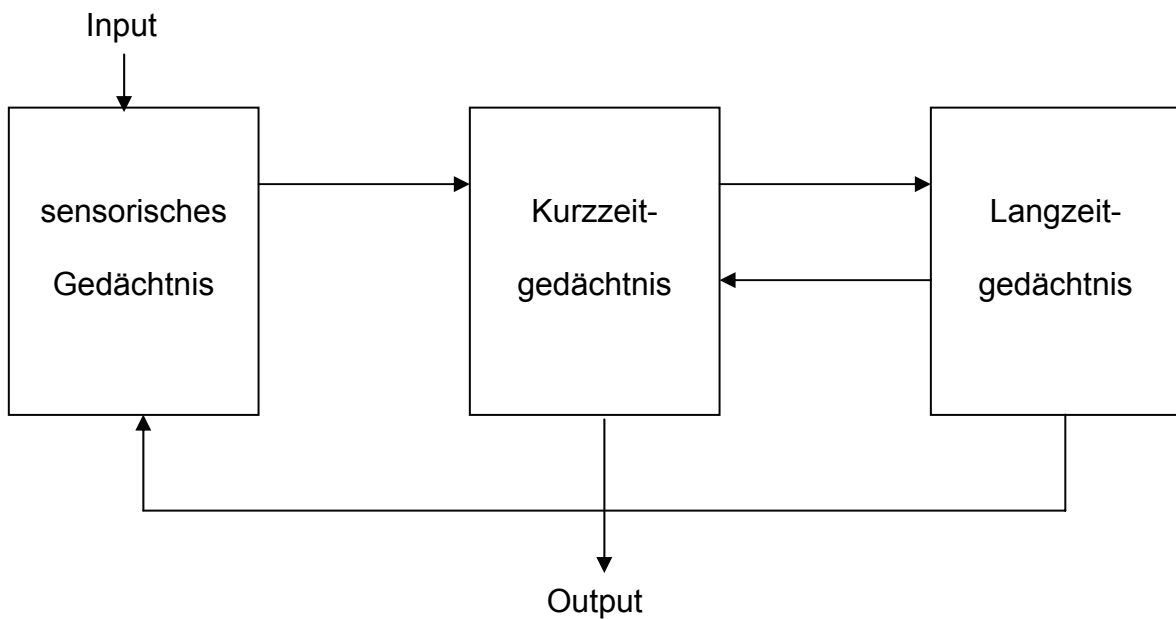 Input
sensorisches
Gedächtnis
Kurzzeit-
gedächtnis
Langzeit-
gedächtnis
Output